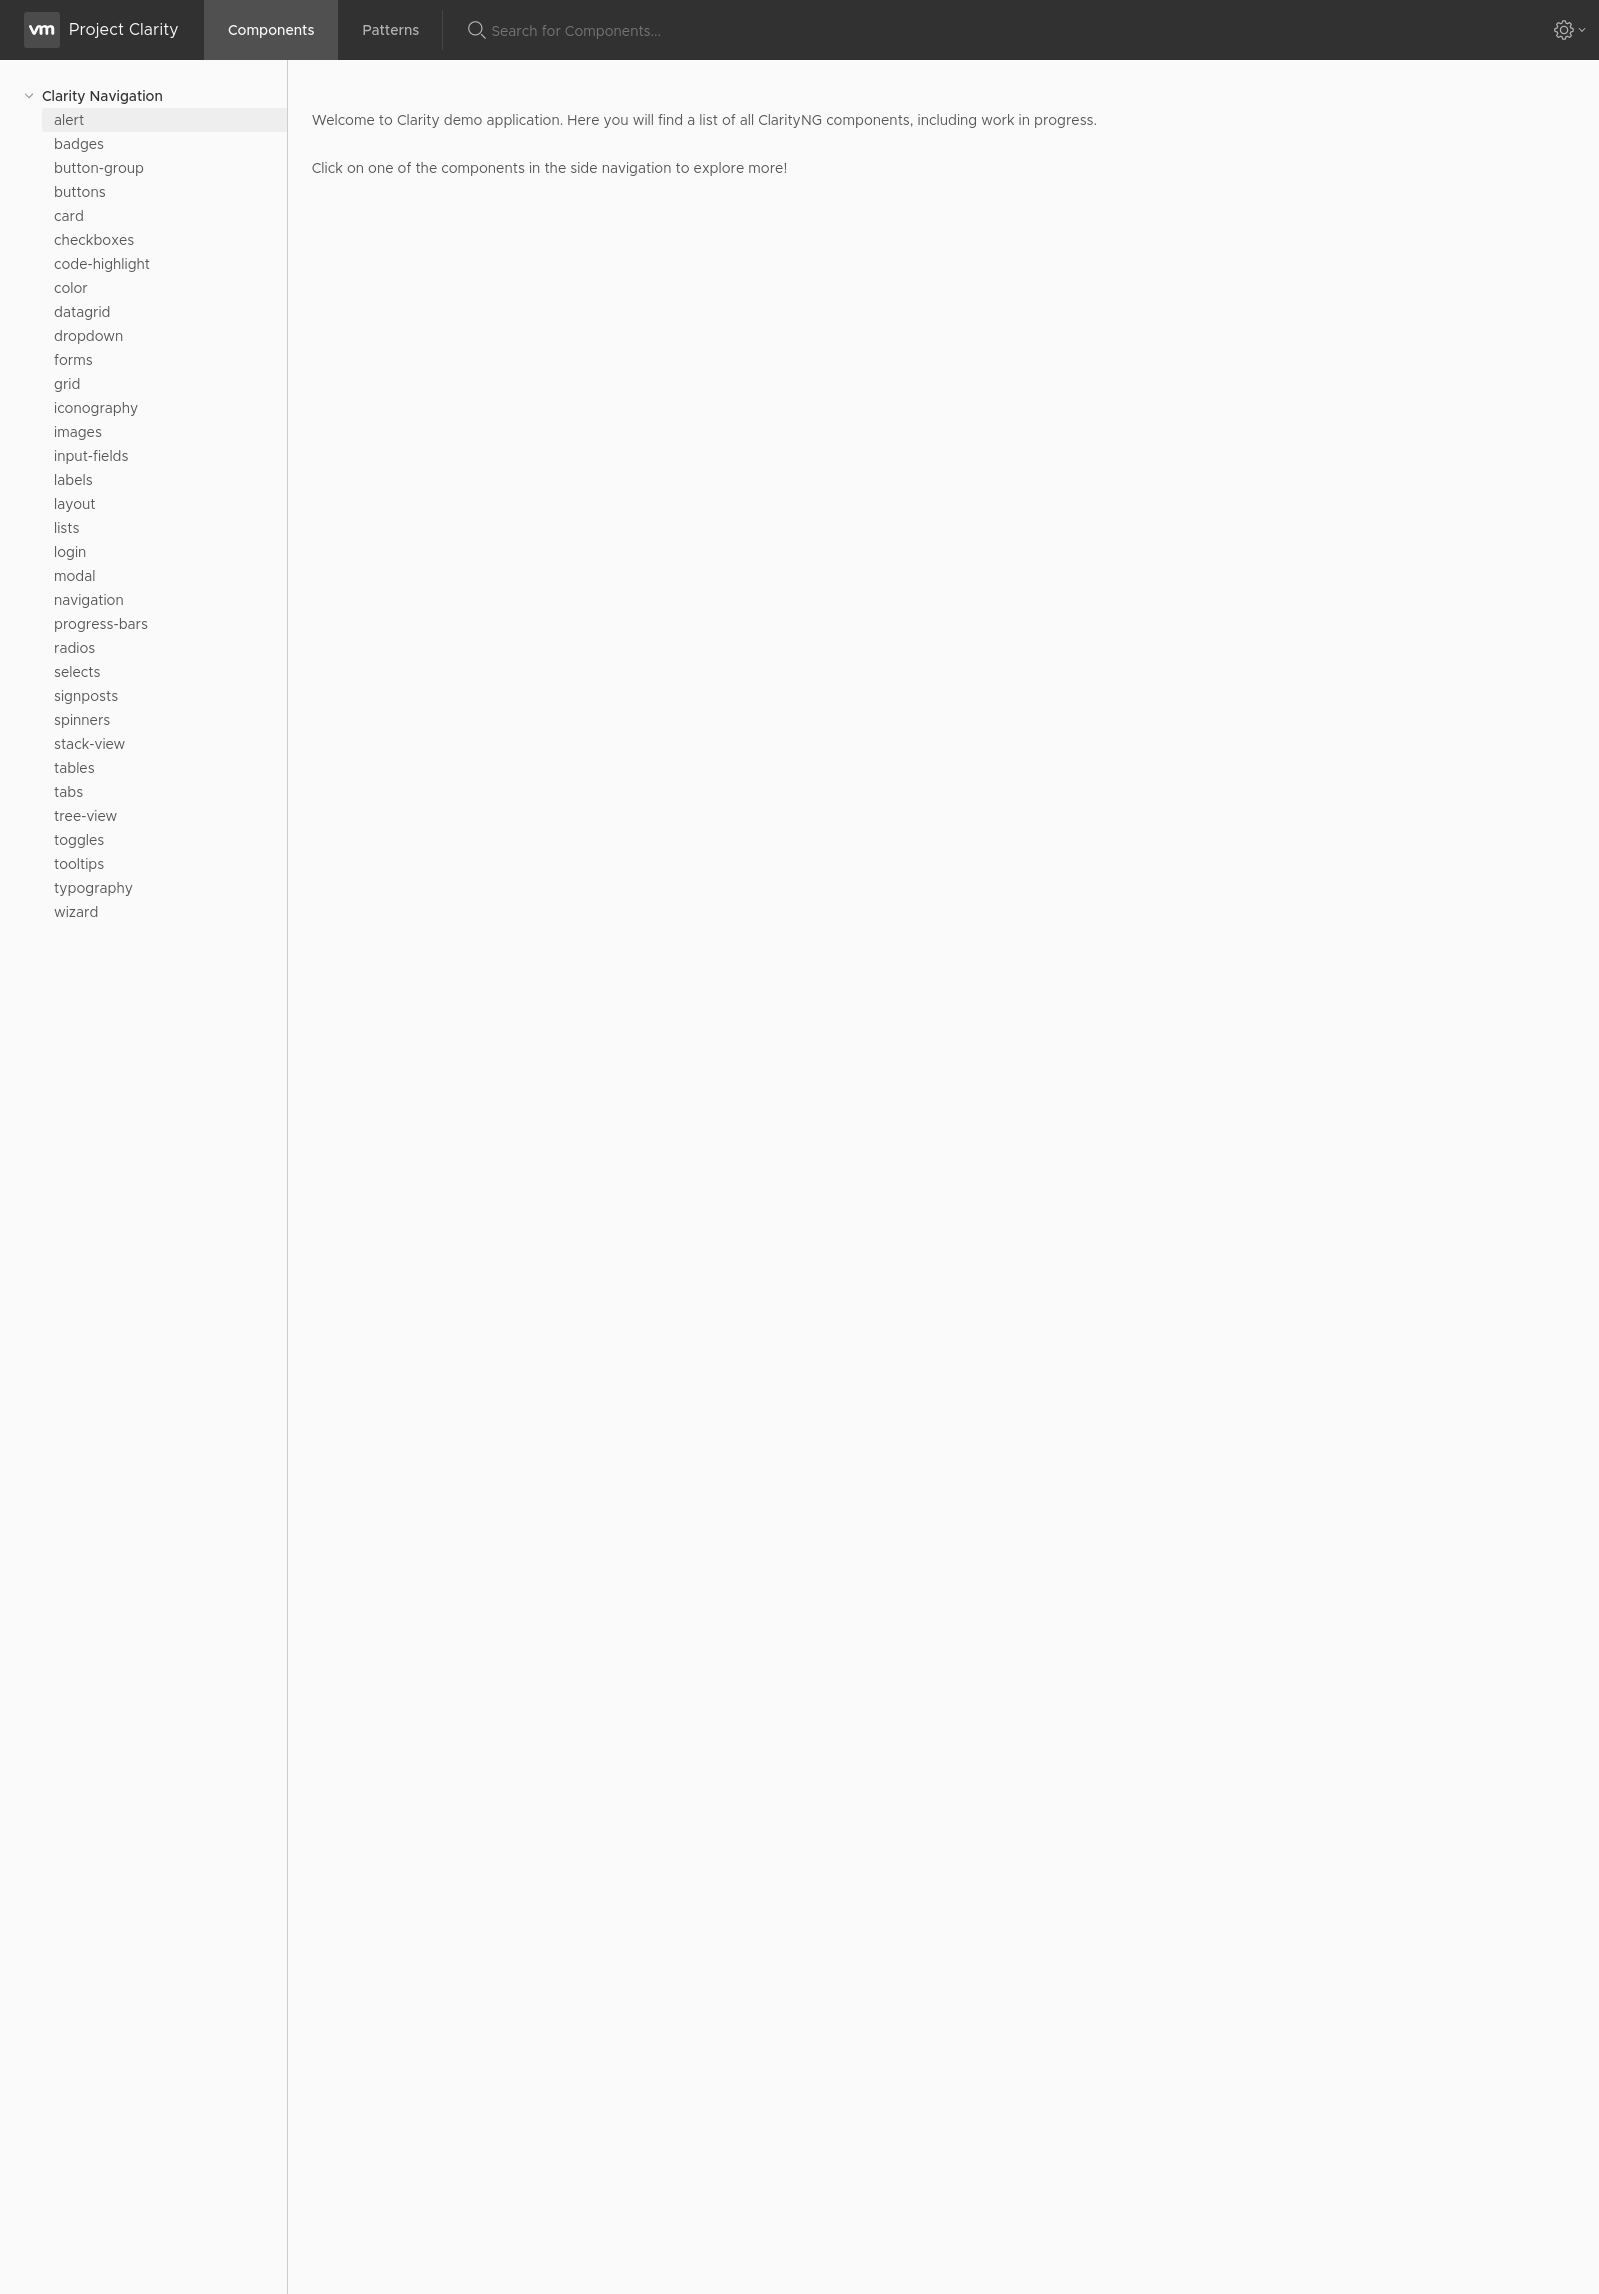 vm Project Clarity Components Patterns Search for Components...
Clarity Navigation
alert
Welcome to Clarity demo application. Here you will find a list of all ClarityNG components, including work in progress.
badges
button-group
Click on one of the components in the side navigation to explore more!
buttons
card
checkboxes
code-highlight
color
datagrid
dropdown
forms
grid
iconography
images
input-fields
labels
layout
lists
login
modal
navigation
progress-bars
radios
selects
signposts
spinners
stack-view
tables
tabs
tree-view
toggles
tooltips
typography
wizard